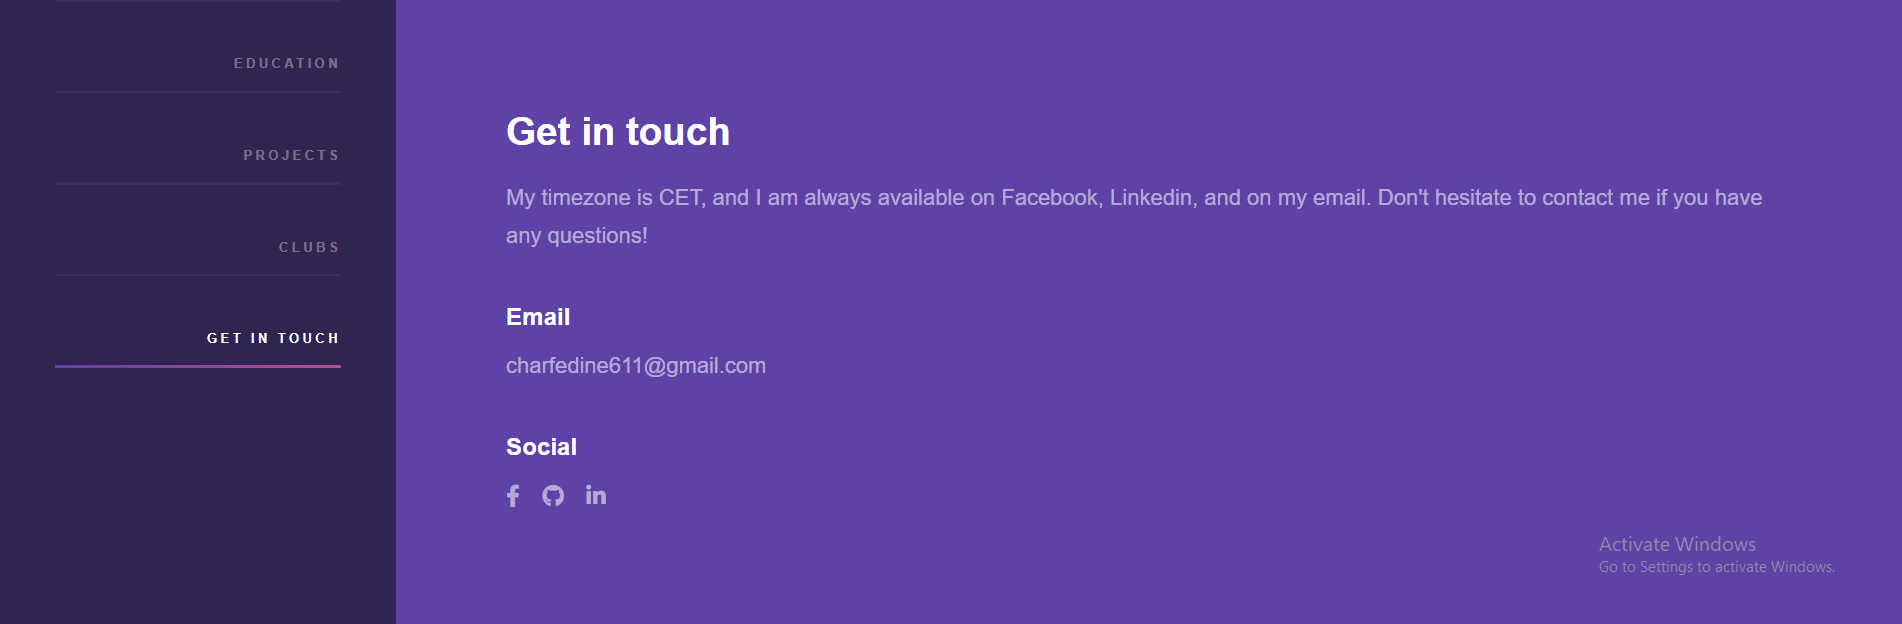 EDUCATION
PROJECTS
CLUBS
GET IN TOUCH
Get in touch
My timezone is CET, and I am always available on Facebook, Linkedin, and on my email. Don't hesitate to contact me if you have
any questions!
Email
charfedine611@gmail.com
Social
Activate Windows
Go to Settings to activate Windows.